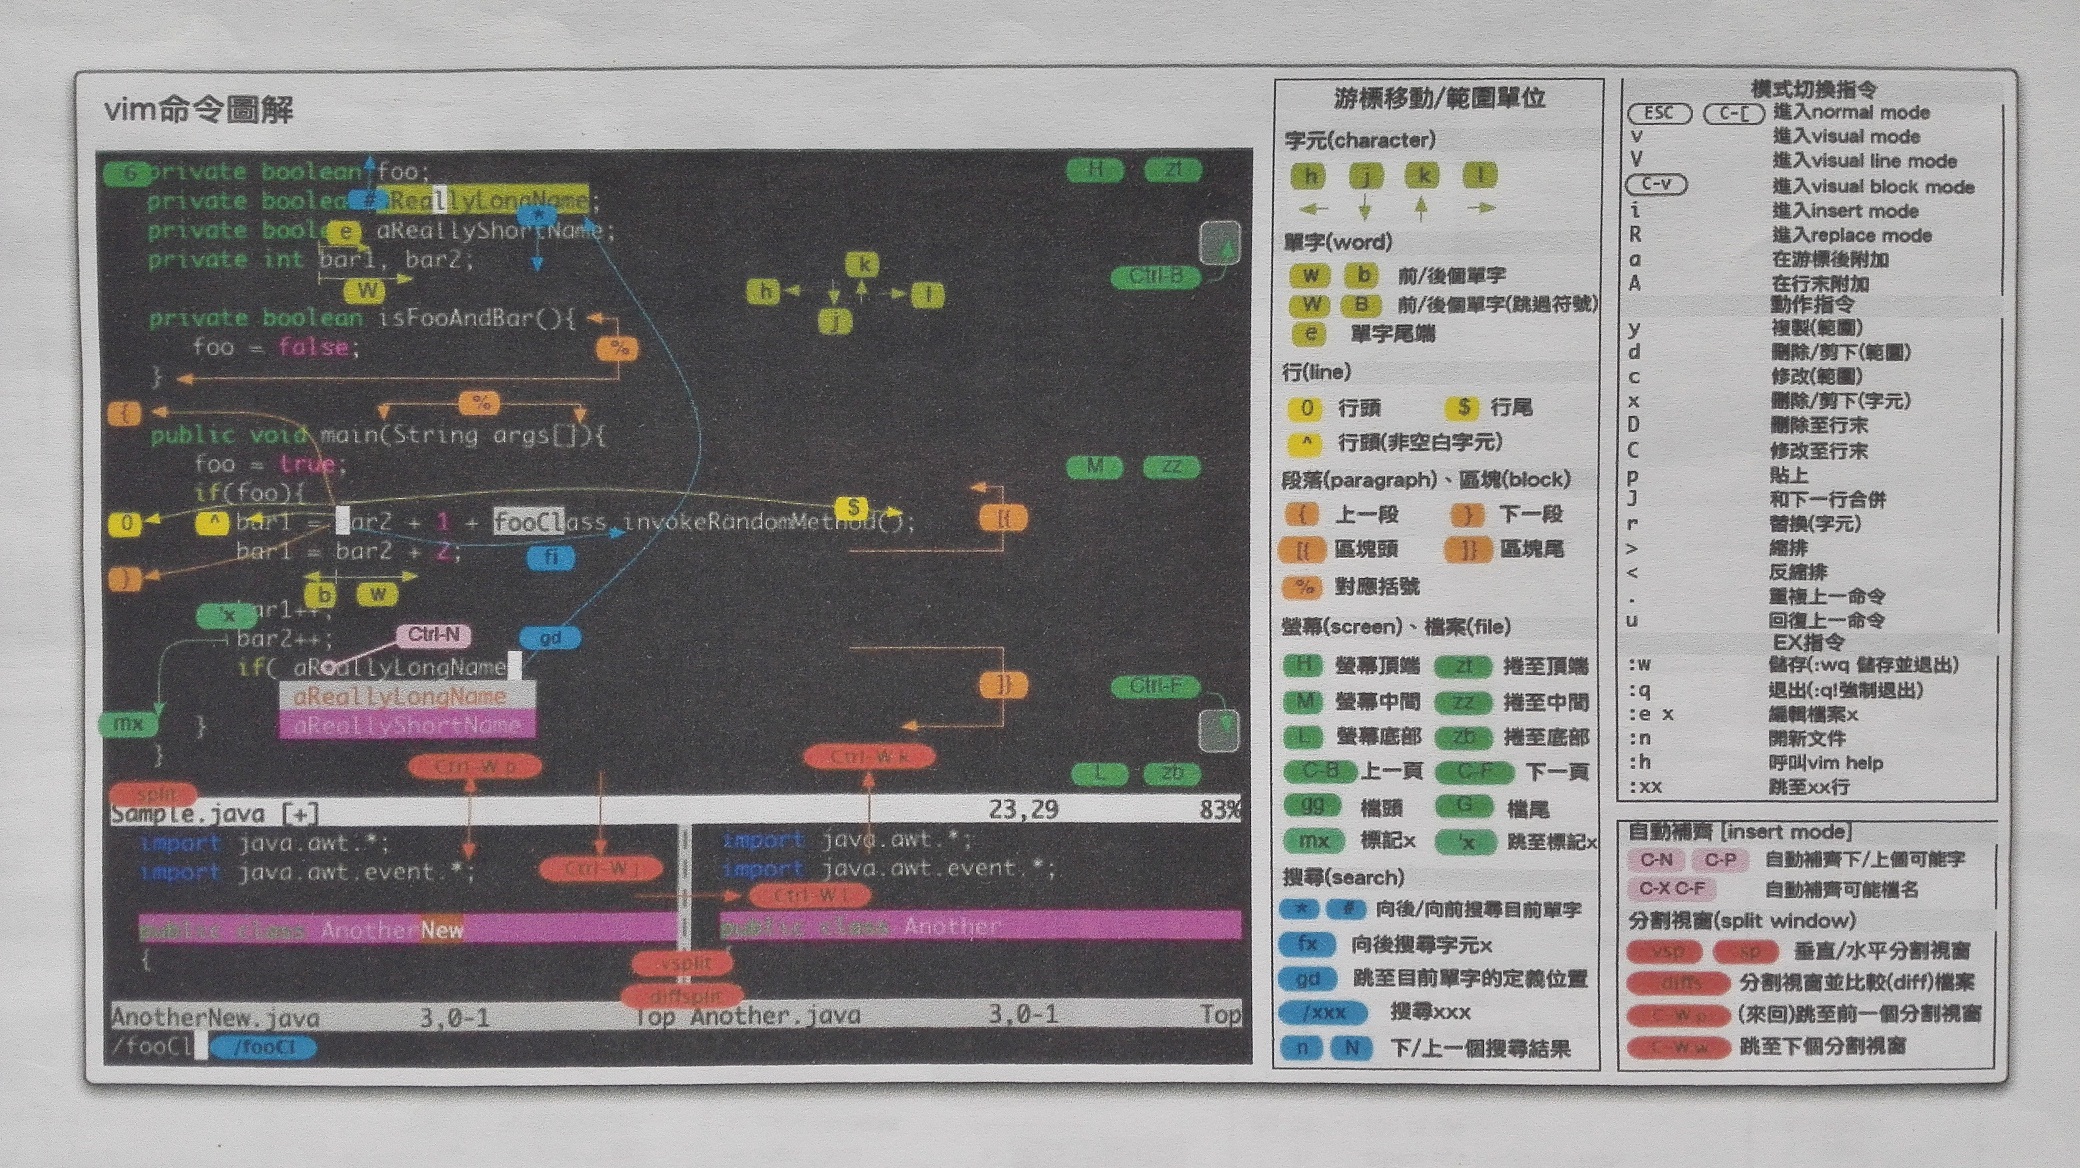 vim命令圖解
6 private boolean foo;
private boolea # ReallyLongName;
*
private boole e aReallyShortName;
private int bar1, bar2;
W
private boolean isFooAndBar(){
foo = false;
%
}
{
%
public void main(String args[]){
foo = true;
if(foo){
0 ^ bar1 = bar2 + 1 + fooClass.invokeRandomMethod();
$
bar1 = bar2 + 2;
fi
}
b w
'x bar1++;
bar2++;
Ctrl-N gd
if( aReallyLongName
aReallyLongName
aReallyShortName
mx }
}
h j k l
H zt
Ctrl-B
M zz
[{
]}
Ctrl-F
L zb
Ctrl-W p Ctrl-W k
split
Sample.java [+] 23,29 83%
import java.awt.*;
import java.awt.event.*;
Ctrl-W j
public class AnotherNew
{
import java.awt.*;
import java.awt.event.*;
Ctrl-W l
public class Another
{
:vsplit
diffsplit
AnotherNew.java 3,0-1 Top Another.java 3,0-1 Top
/fooCl /fooCl
游標移動/範圍單位
字元(character)
h j k l
單字(word)
w b 前/後個單字
W B 前/後個單字(跳過符號)
e 單字尾端
行(line)
0 行頭 $ 行尾
^ 行頭(非空白字元)
段落(paragraph)、區塊(block)
{ 上一段 } 下一段
[{ 區塊頭 ]} 區塊尾
% 對應括號
螢幕(screen)、檔案(file)
H 螢幕頂端 zt 捲至頂端
M 螢幕中間 zz 捲至中間
L 螢幕底部 zb 捲至底部
C-B 上一頁 C-F 下一頁
gg 檔頭 G 檔尾
mx 標記x 'x 跳至標記x
搜尋(search)
* # 向後/向前搜尋目前單字
fx 向後搜尋字元x
gd 跳至目前單字的定義位置
/xxx 搜尋xxx
n N 下/上一個搜尋結果
模式切換指令
ESC C-[ 進入normal mode
v 進入visual mode
V 進入visual line mode
C-v 進入visual block mode
i 進入insert mode
R 進入replace mode
a 在游標後附加
A 在行末附加
動作指令
y 複製(範圍)
d 刪除/剪下(範圍)
c 修改(範圍)
x 刪除/剪下(字元)
D 刪除至行末
C 修改至行末
p 貼上
J 和下一行合併
r 替換(字元)
> 縮排
< 反縮排
. 重複上一命令
u 回復上一命令
EX指令
:w 儲存(:wq 儲存並退出)
:q 退出(:q!強制退出)
:e x 編輯檔案x
:n 開新文件
:h 呼叫vim help
:xx 跳至xx行
自動補齊 [insert mode]
C-N C-P 自動補齊下/上個可能字
C-X C-F 自動補齊可能檔名
分割視窗(split window)
:vsp :sp 垂直/水平分割視窗
:diffs 分割視窗並比較(diff)檔案
C-W p (來回)跳至前一個分割視窗
C-W w 跳至下個分割視窗